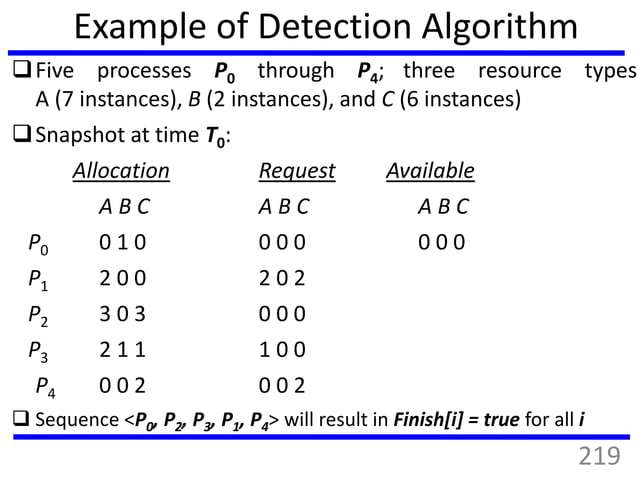 Example of Detection Algorithm
❑Five processes P0 through P4; three resource types
A (7 instances), B (2 instances), and C (6 instances)
❑Snapshot at time T0:
Allocation Request Available
A B C A B C A B C
P0 0 1 0 0 0 0 0 0 0
P1 2 0 0 2 0 2
P2 3 0 3 0 0 0
P3 2 1 1 1 0 0
P4 0 0 2 0 0 2
❑ Sequence <P0, P2, P3, P1, P4> will result in Finish[i] = true for all i
219